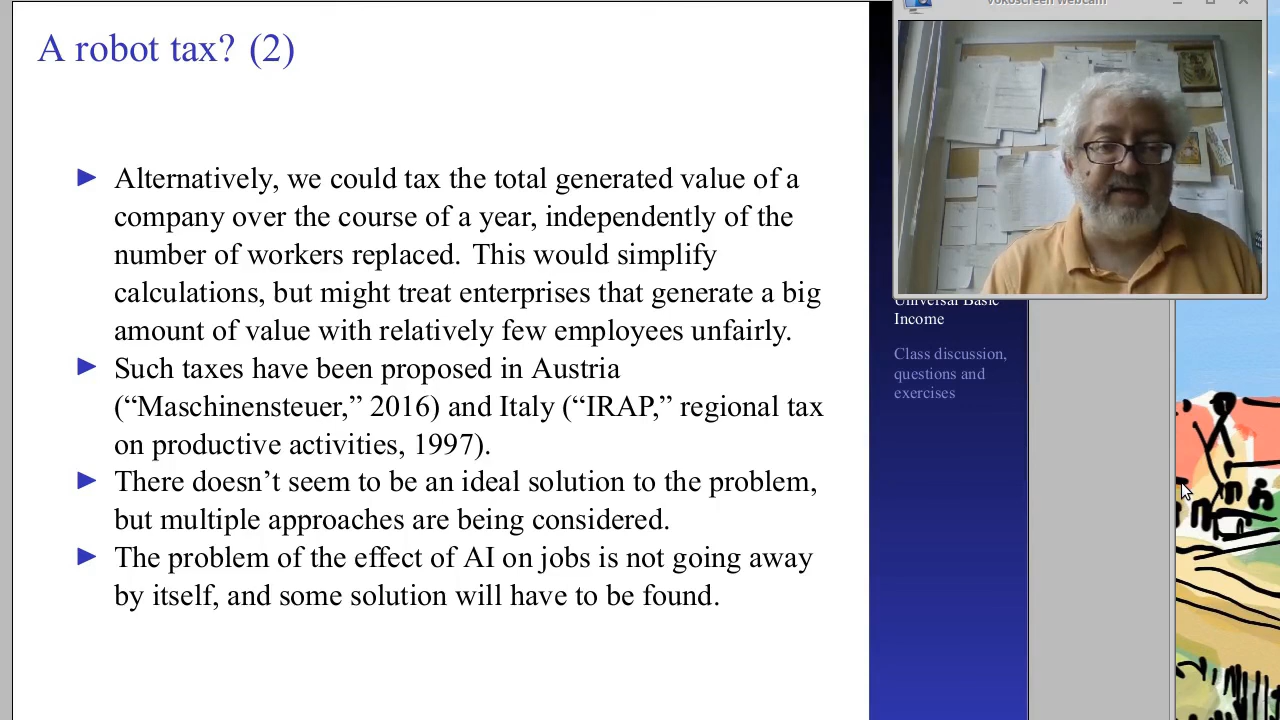 A robot tax? (2)
Alternatively, we could tax the total generated value of a
company over the course of a year, independently of the
number of workers replaced. This would simplify
calculations, but might treat enterprises that generate a big
amount of value with relatively few employees unfairly.
Such taxes have been proposed in Austria
(“Maschinensteuer,” 2016) and Italy (“IRAP,” regional tax
on productive activities, 1997).
There doesn’t seem to be an ideal solution to the problem,
but multiple approaches are being considered.
The problem of the effect of AI on jobs is not going away
by itself, and some solution will have to be found.
vokoscreen webcam
Universal Basic
Income
Class discussion,
questions and
exercises